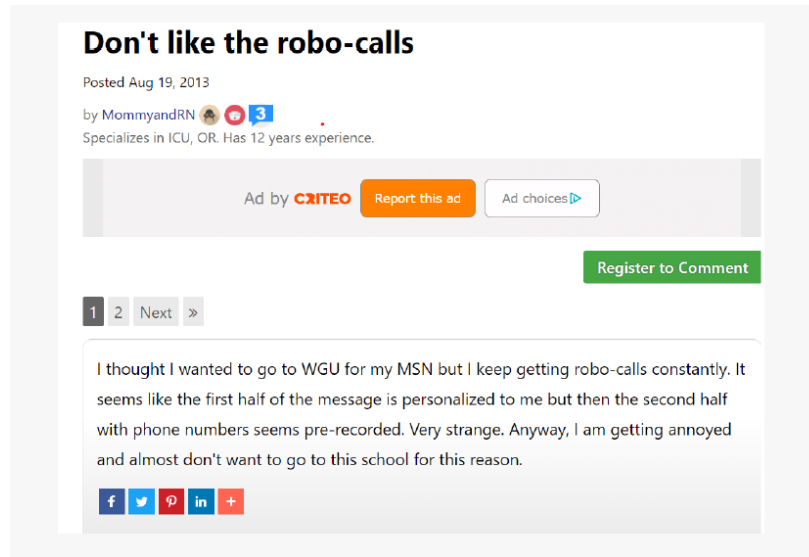 Don't like the robo-calls
Posted Aug 19, 2013
by MommyandRN 3
Specializes in ICU, OR. Has 12 years experience.
Ad by CRITEO Report this ad Ad choices
Register to Comment
1 2 Next »
I thought I wanted to go to WGU for my MSN but I keep getting robo-calls constantly. It
seems like the first half of the message is personalized to me but then the second half
with phone numbers seems pre-recorded. Very strange. Anyway, I am getting annoyed
and almost don't want to go to this school for this reason.